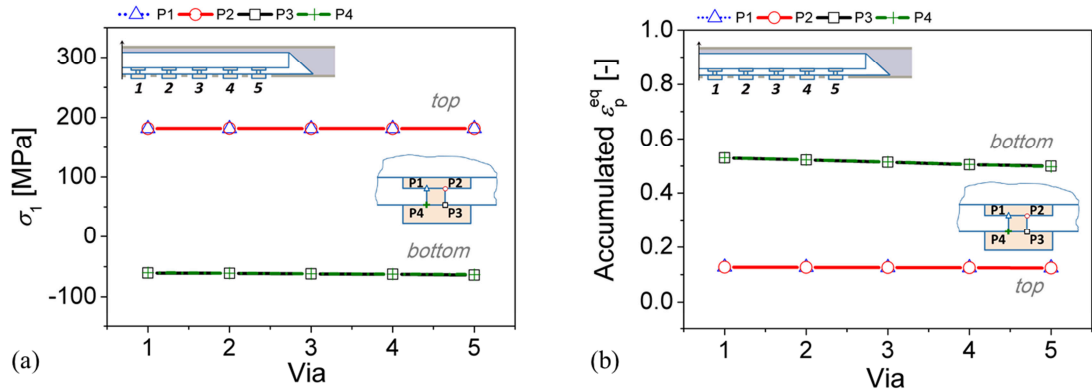 P1 P2 P3 P4
(a)
σ₁ [MPa]
300
200
100
0
-100
1 2 3 4 5
top
P1 P2
P4 P3
bottom
1 2 3 4 5
Via
P1 P2 P3 P4
(b)
Accumulated ε_p^eq [-]
1.0
0.8
0.6
0.4
0.2
0.0
1 2 3 4 5
bottom
P1 P2
P4 P3
top
1 2 3 4 5
Via